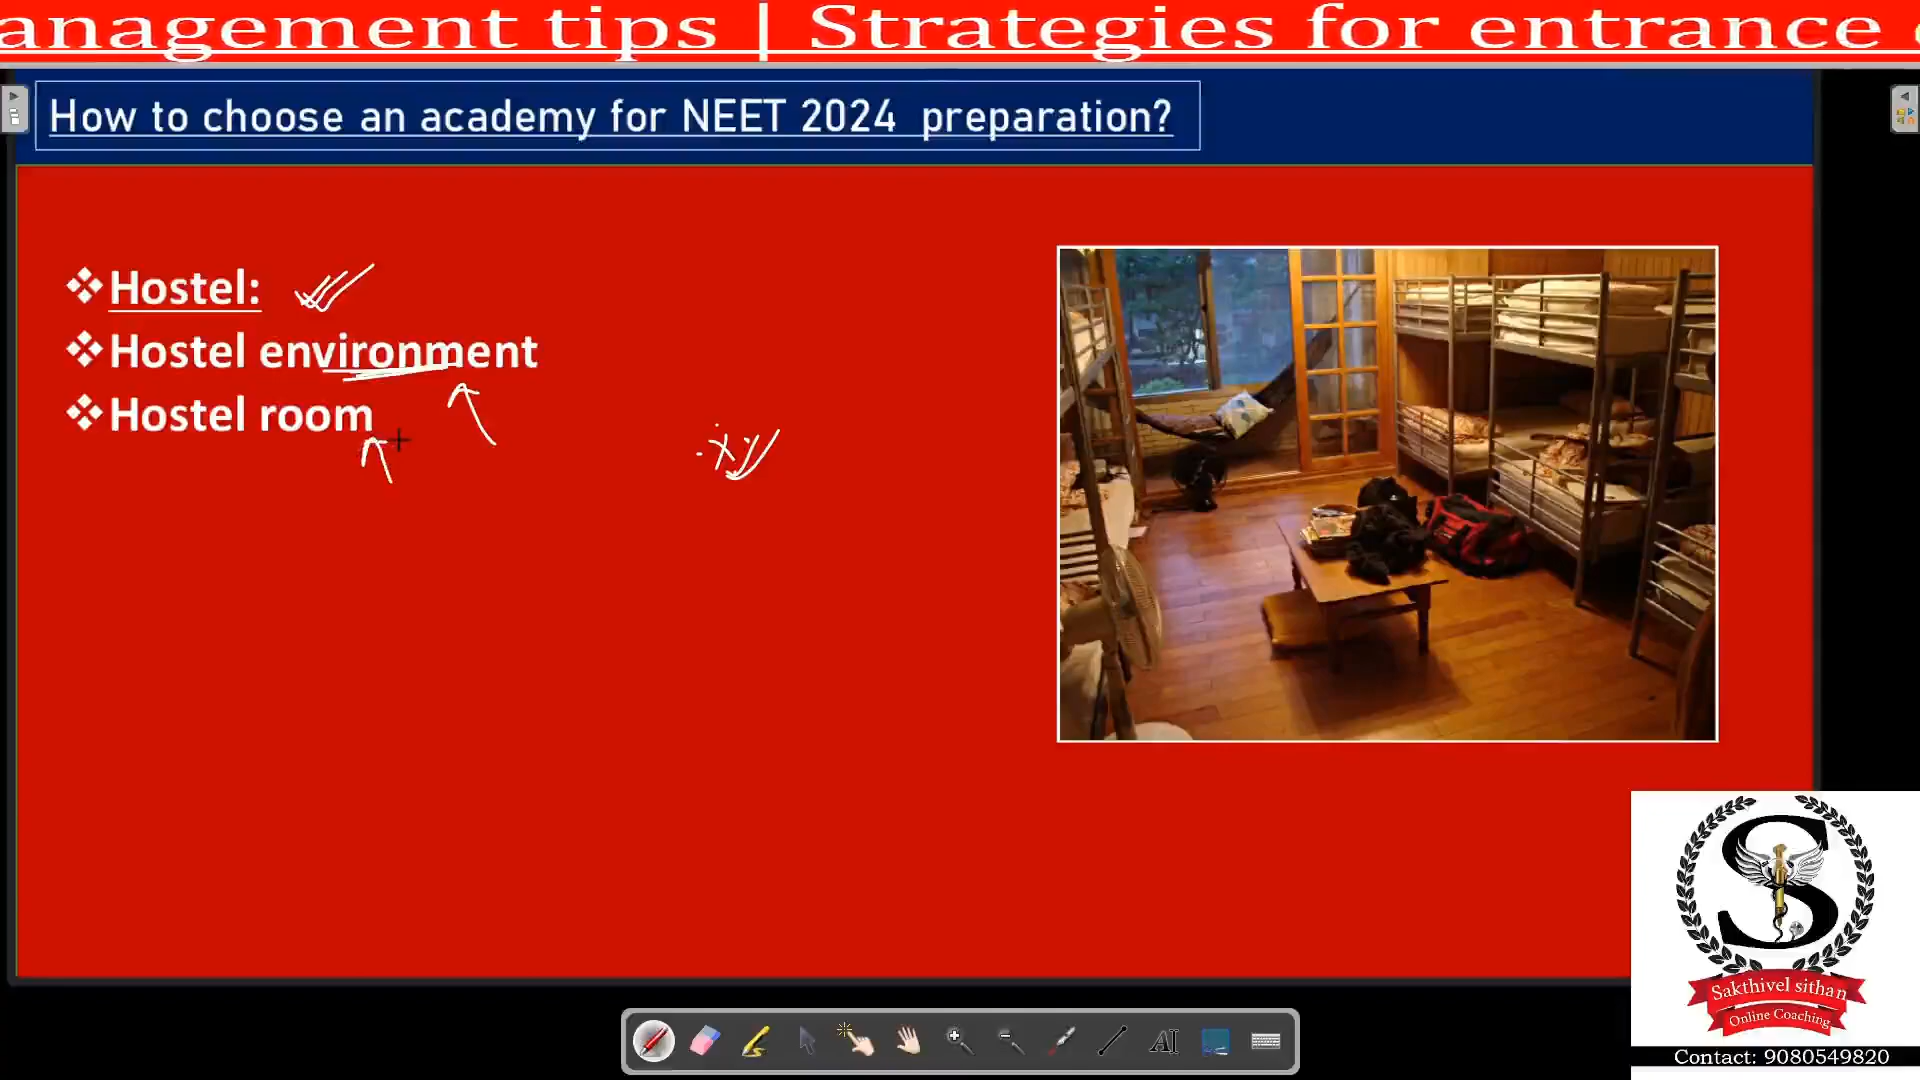 anagement tips | Strategies for entrance
How to choose an academy for NEET 2024 preparation?
❖Hostel:
❖Hostel environment
❖Hostel room
S
Sakthivel sithan
Online Coaching
Contact: 9080549820
AI